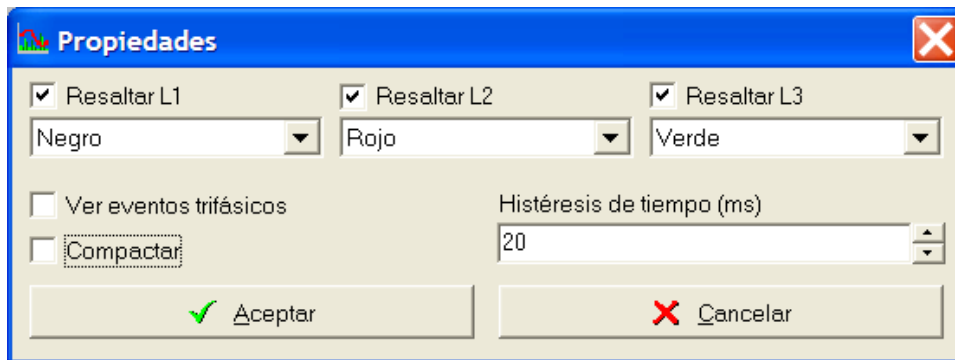 Propiedades
Resaltar L1 Resaltar L2 Resaltar L3
Negro Rojo Verde
Ver eventos trifásicos Histéresis de tiempo (ms)
Compactar 20
Aceptar Cancelar